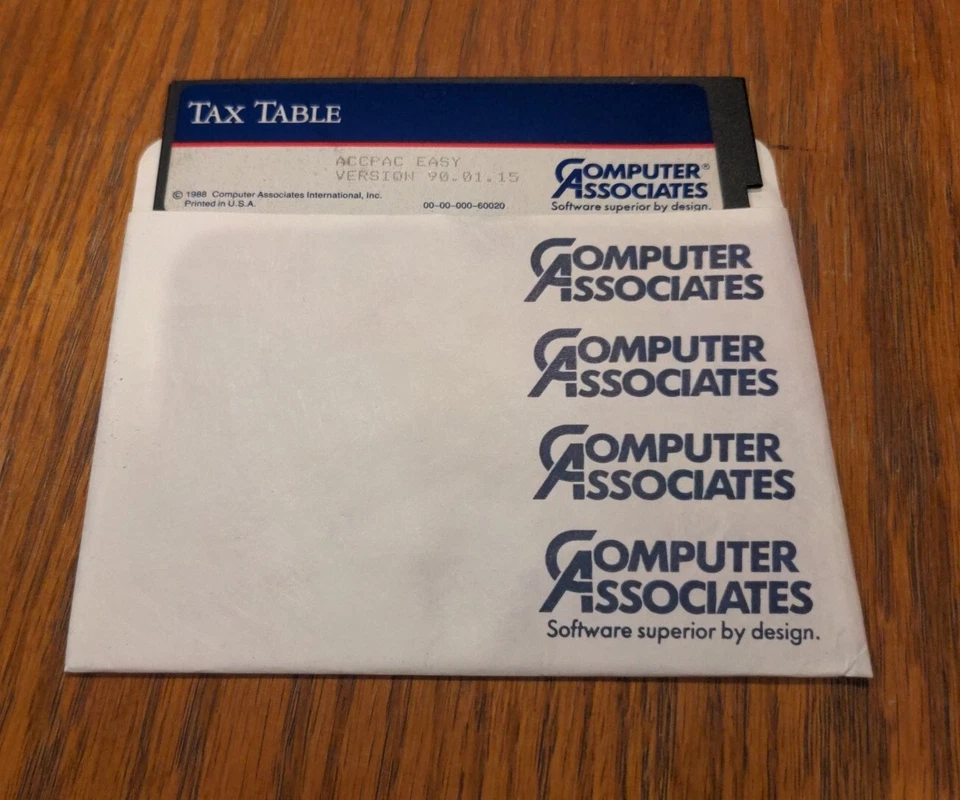 TAX TABLE
ACCPAC EASY
VERSION 90.01.15
COMPUTER®
ASSOCIATES
Software superior by design.
© 1988 Computer Associates International, Inc.
Printed in U.S.A.
00-00-000-60020
COMPUTER
ASSOCIATES
COMPUTER
ASSOCIATES
COMPUTER
ASSOCIATES
COMPUTER
ASSOCIATES
Software superior by design.